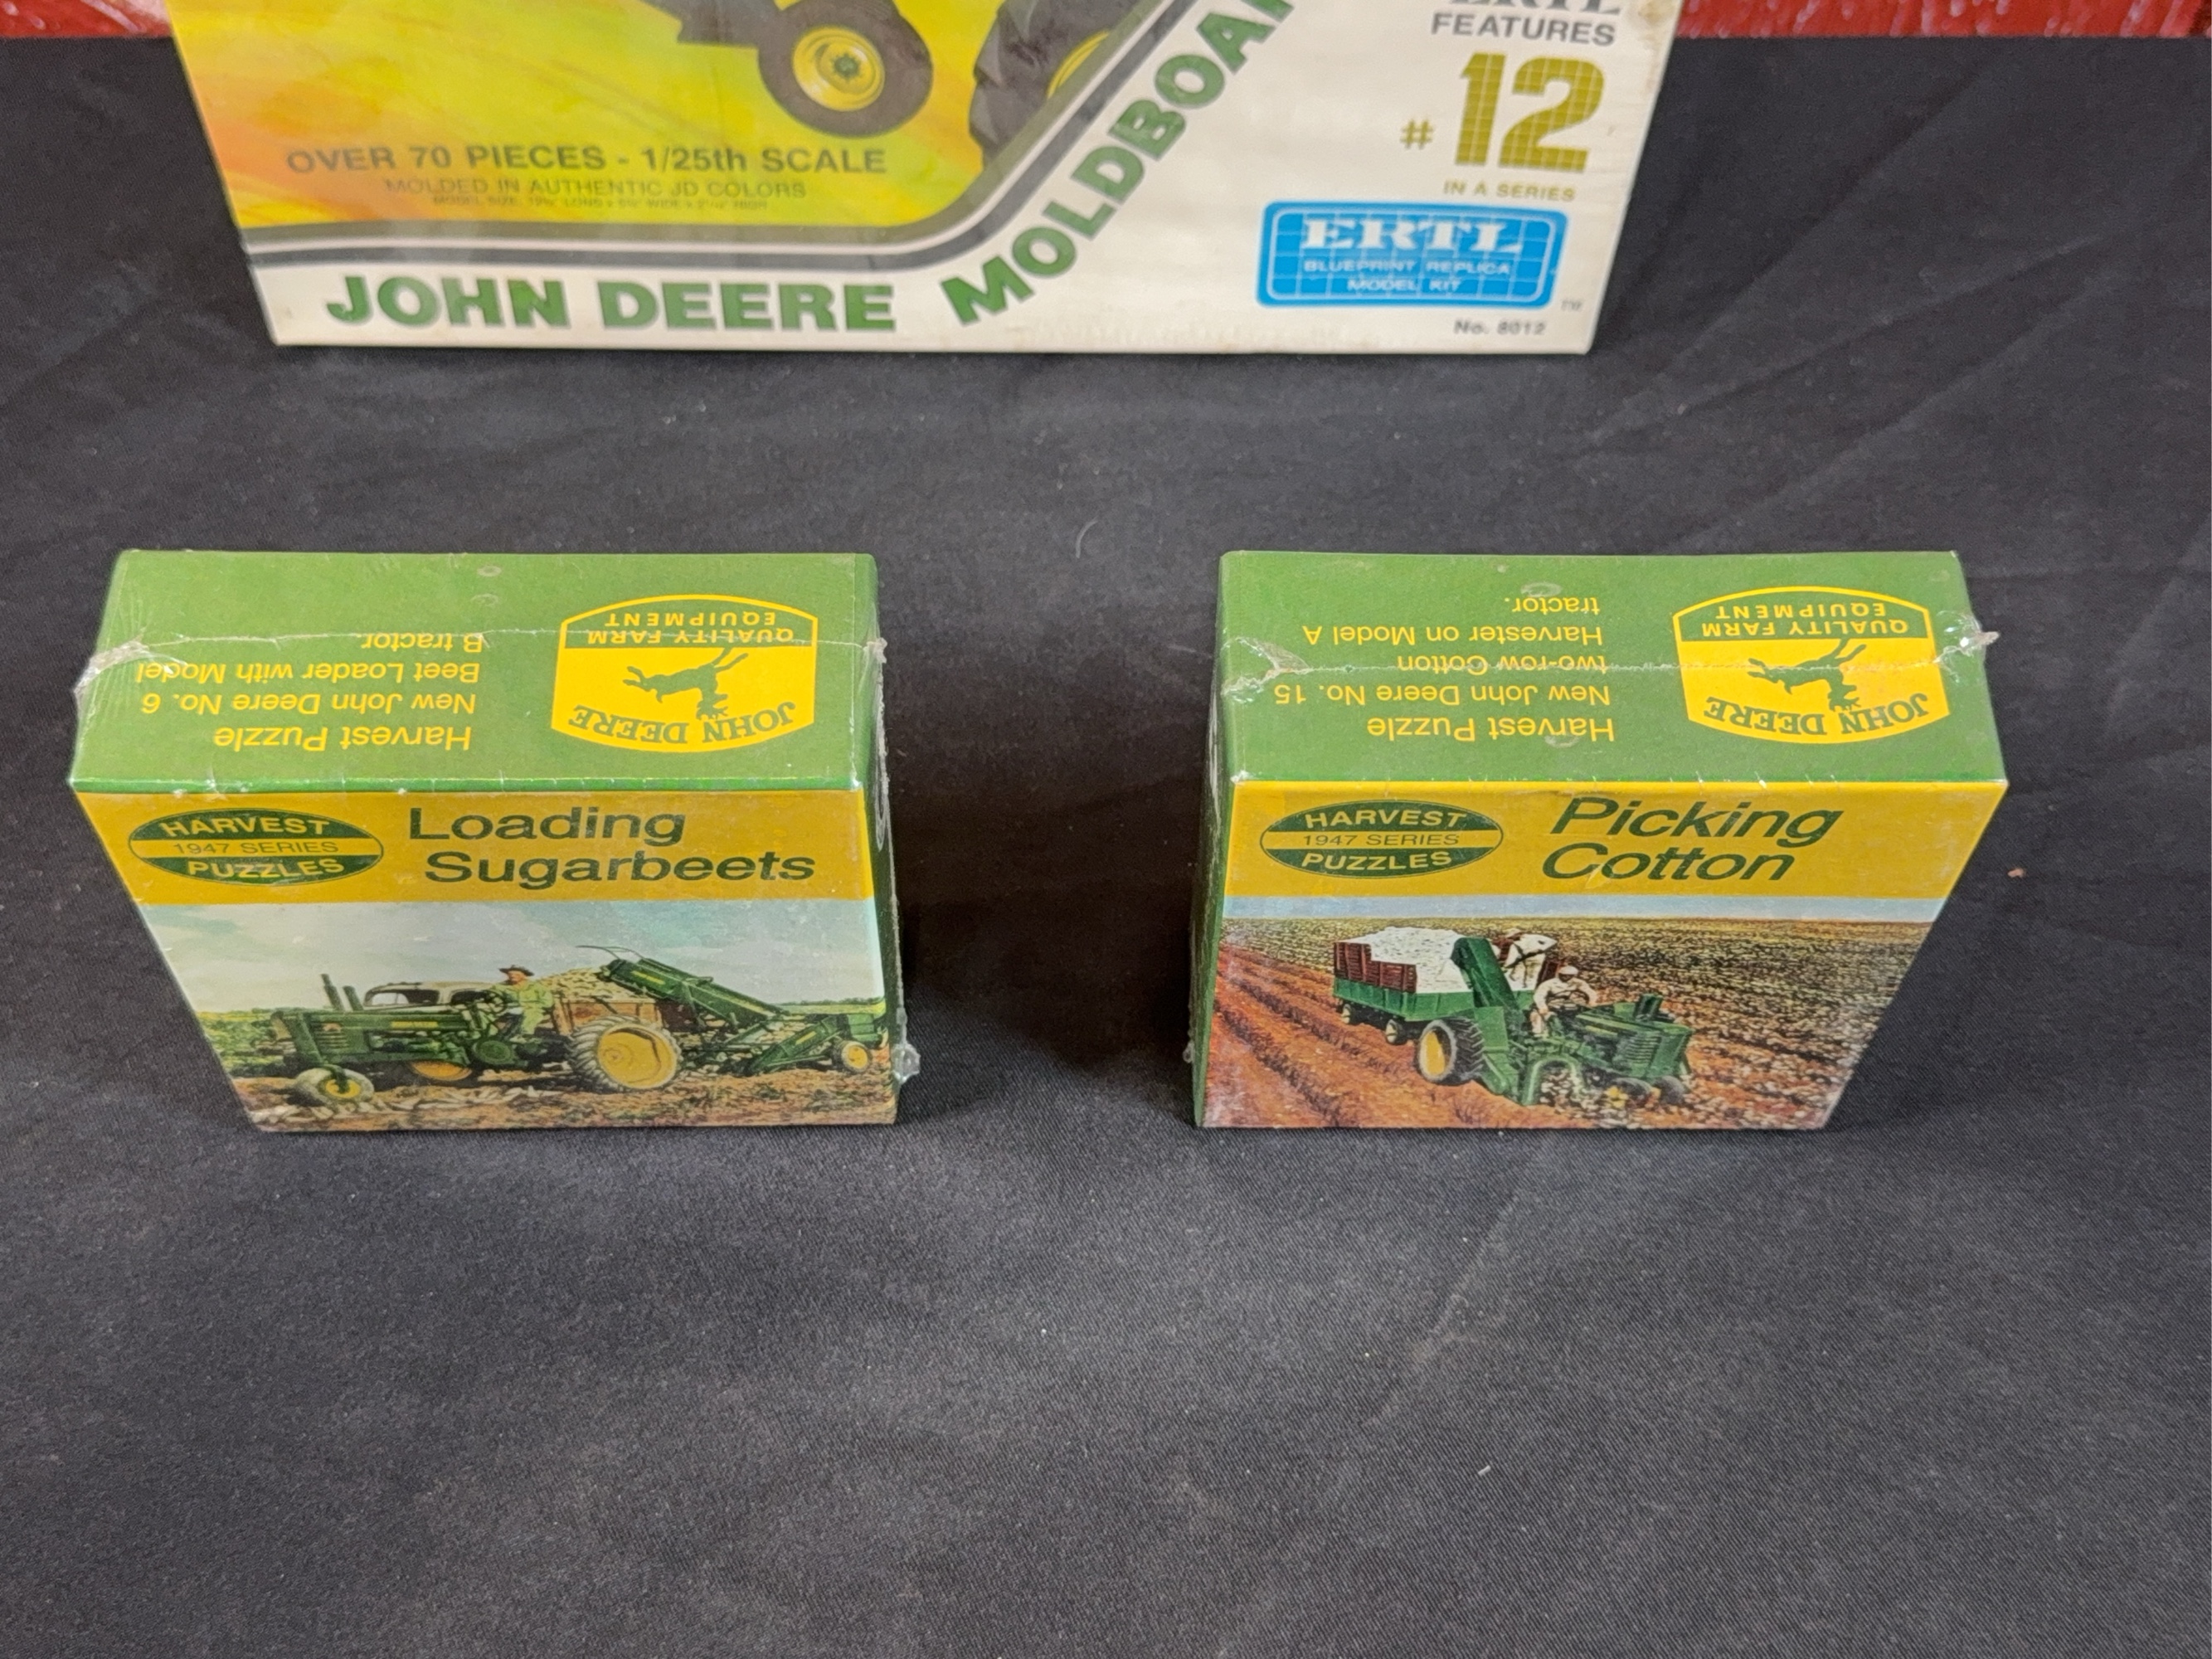 ERTL
FEATURES
#12
IN A SERIES
OVER 70 PIECES - 1/25th SCALE
MOLDED IN AUTHENTIC JD COLORS
JOHN DEERE MOLDBOA
ERTL
BLUEPRINT REPLICA
MODEL KIT
TM
No. 8012
JOHN DEERE
QUALITY FARM
EQUIPMENT
Harvest Puzzle
New John Deere No. 6
Beet Loader with Model
B tractor.
HARVEST
1947 SERIES
PUZZLES
Loading
Sugarbeets
JOHN DEERE
QUALITY FARM
EQUIPMENT
Harvest Puzzle
New John Deere No. 15
two-row Cotton
Harvester on Model A
tractor.
HARVEST
1947 SERIES
PUZZLES
Picking
Cotton